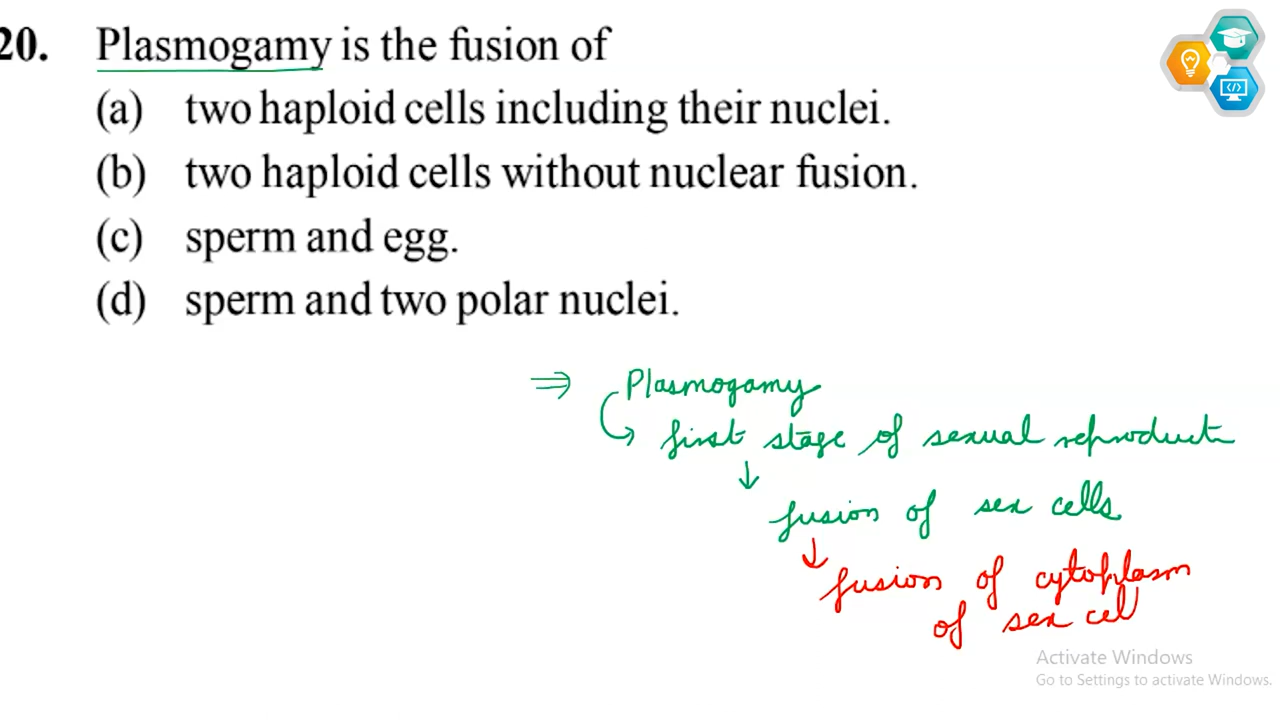 20. Plasmogamy is the fusion of
(a) two haploid cells including their nuclei.
(b) two haploid cells without nuclear fusion.
(c) sperm and egg.
(d) sperm and two polar nuclei.
⇒ Plasmogamy
↳ first stage of sexual reproduct
↓
fusion of sex cells
↓
fusion of cytoplasm
of sex cell
Activate Windows
Go to Settings to activate Windows.